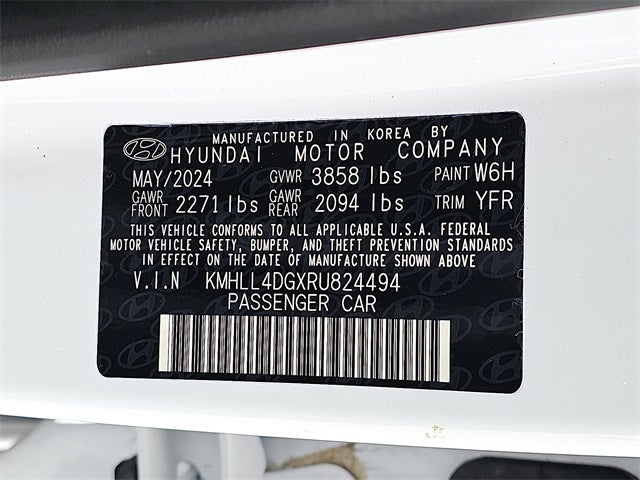 MANUFACTURED IN KOREA BY
HYUNDAI MOTOR COMPANY
MAY/2024 GVWR 3858 lbs PAINT W6H
GAWR FRONT 2271 lbs GAWR REAR 2094 lbs TRIM YFR
THIS VEHICLE CONFORMS TO ALL APPLICABLE U.S.A. FEDERAL
MOTOR VEHICLE SAFETY, BUMPER, AND THEFT PREVENTION STANDARDS
IN EFFECT ON THE DATE OF MANUFACTURE SHOWN ABOVE
V.I.N KMHLL4DGXRU824494
PASSENGER CAR